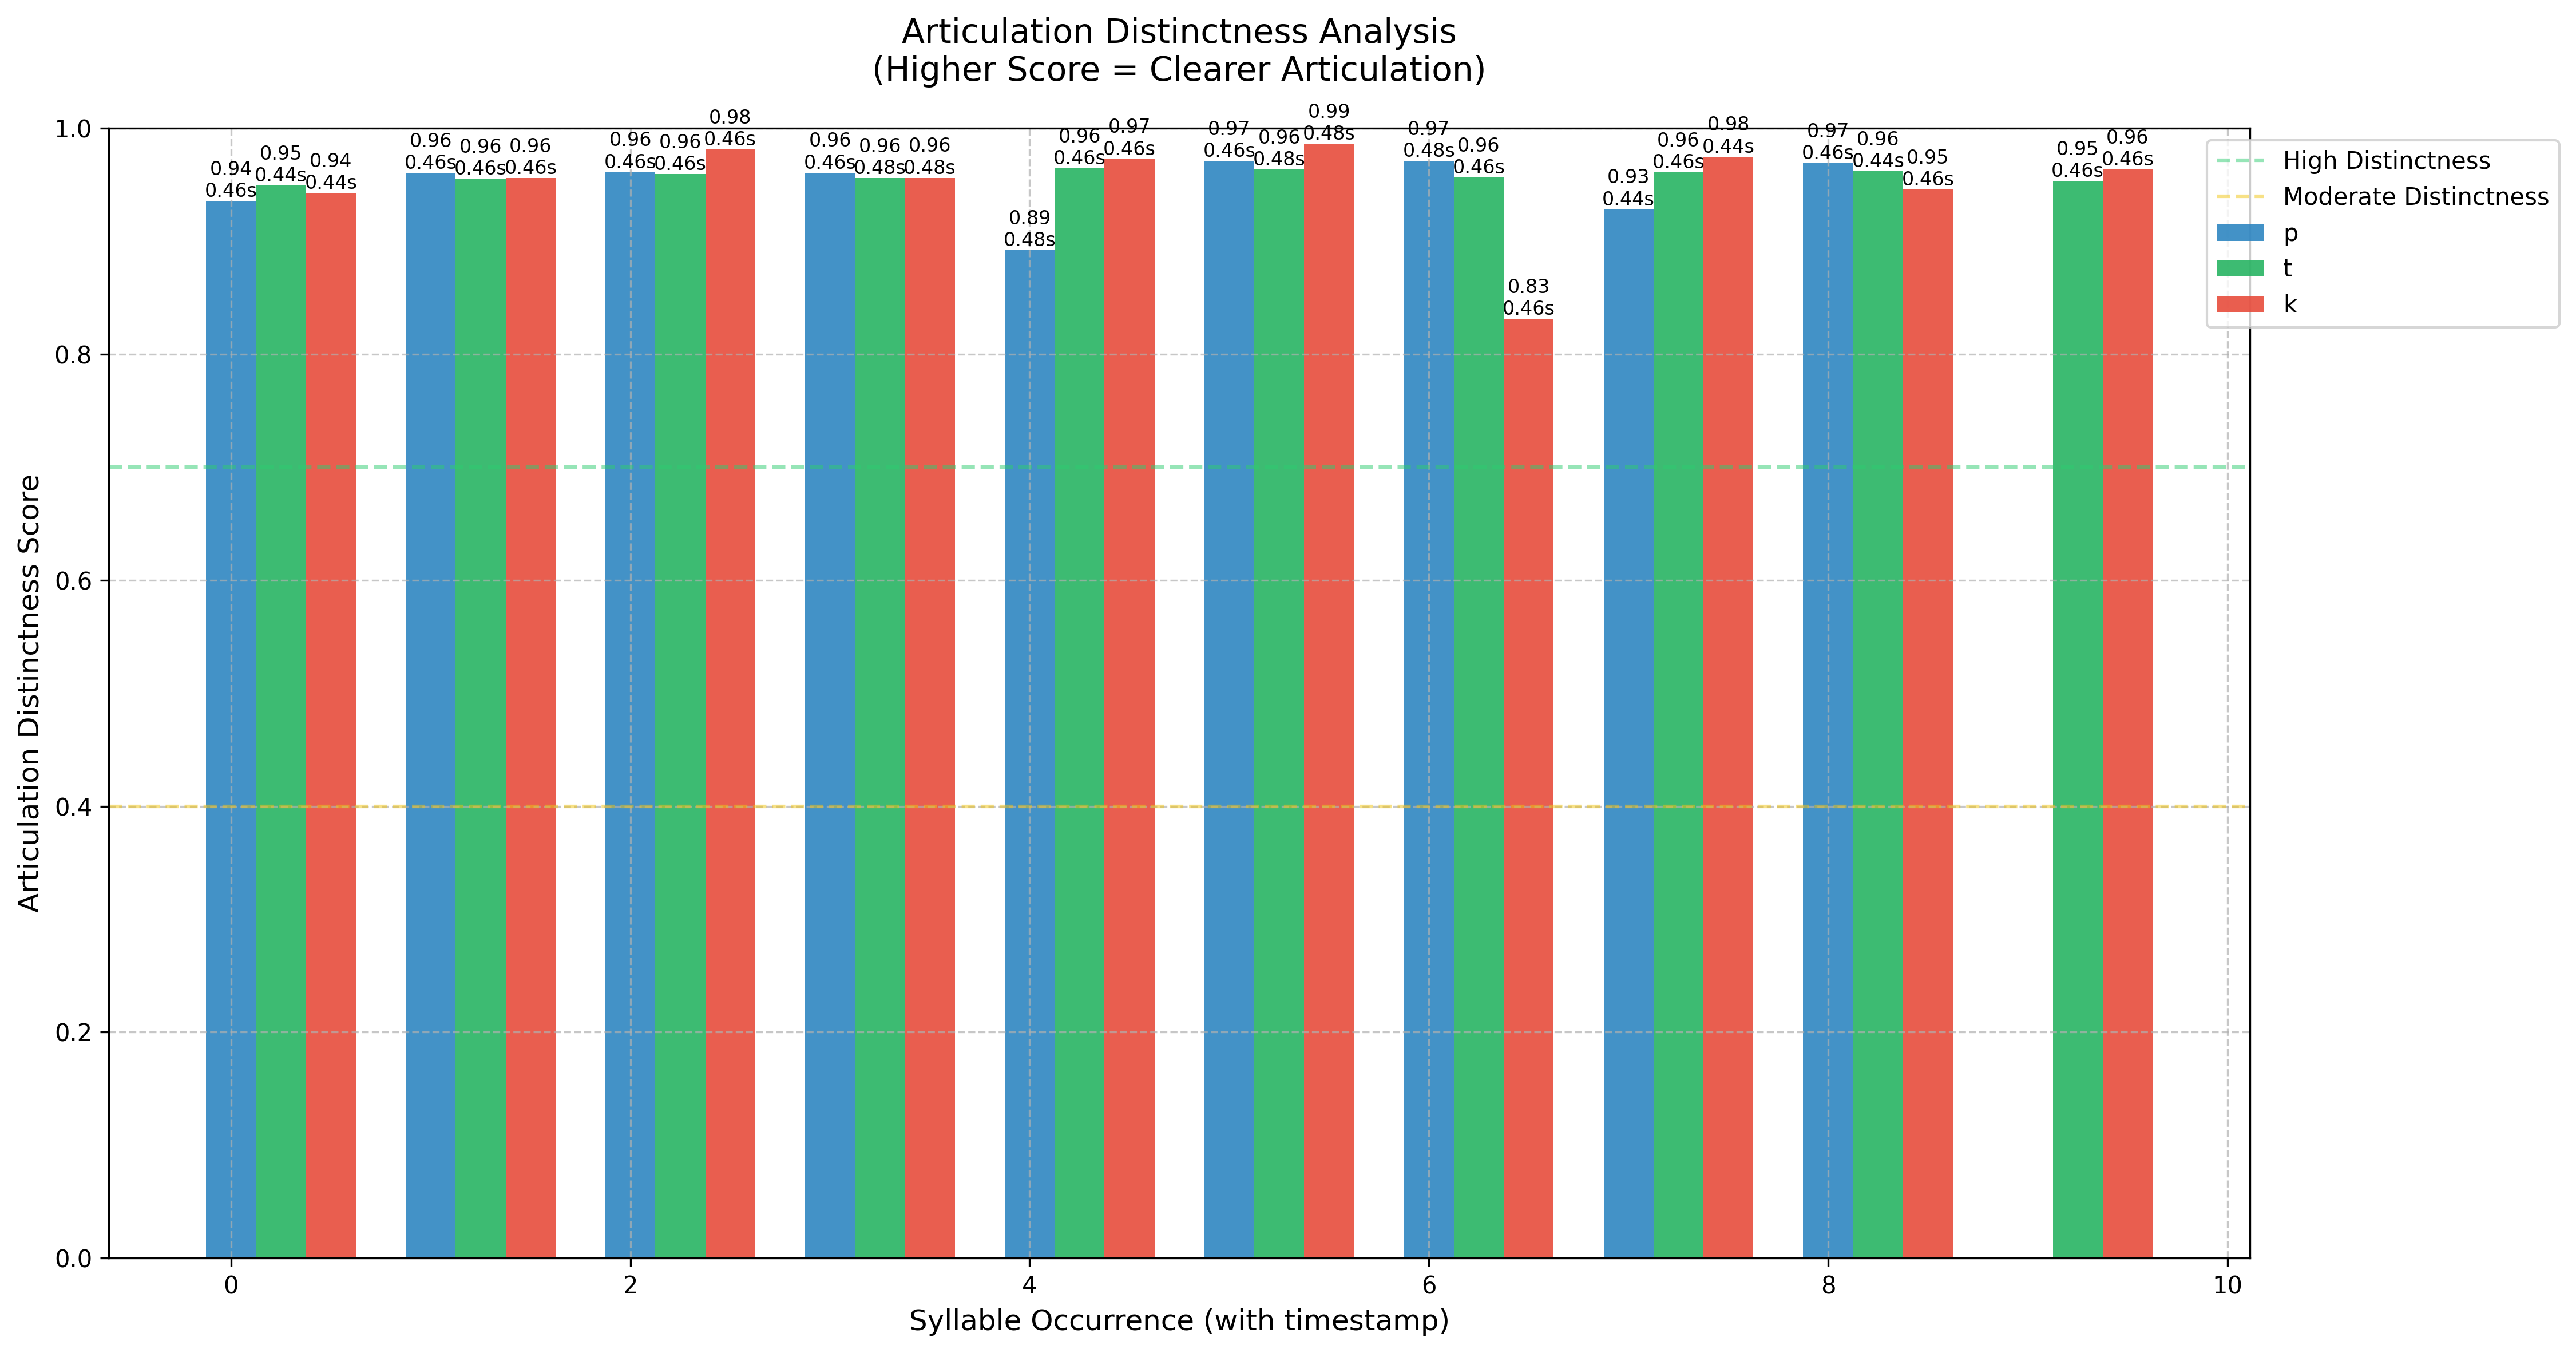 Articulation Distinctness Analysis
(Higher Score = Clearer Articulation)
Articulation Distinctness Score
1.0
0.8
0.6
0.4
0.2
0.0
0.94
0.46s
0.95
0.44s
0.94
0.44s
0.96
0.46s
0.96
0.46s
0.96
0.46s
0.96
0.46s
0.96
0.46s
0.98
0.46s
0.96
0.46s
0.96
0.48s
0.96
0.48s
0.89
0.48s
0.96
0.46s
0.97
0.46s
0.97
0.46s
0.96
0.48s
0.99
0.48s
0.97
0.48s
0.96
0.46s
0.83
0.46s
0.93
0.44s
0.96
0.46s
0.98
0.44s
0.97
0.46s
0.96
0.44s
0.95
0.46s
0.95
0.46s
0.96
0.46s
High Distinctness
Moderate Distinctness
p
t
k
0
2
4
6
8
10
Syllable Occurrence (with timestamp)